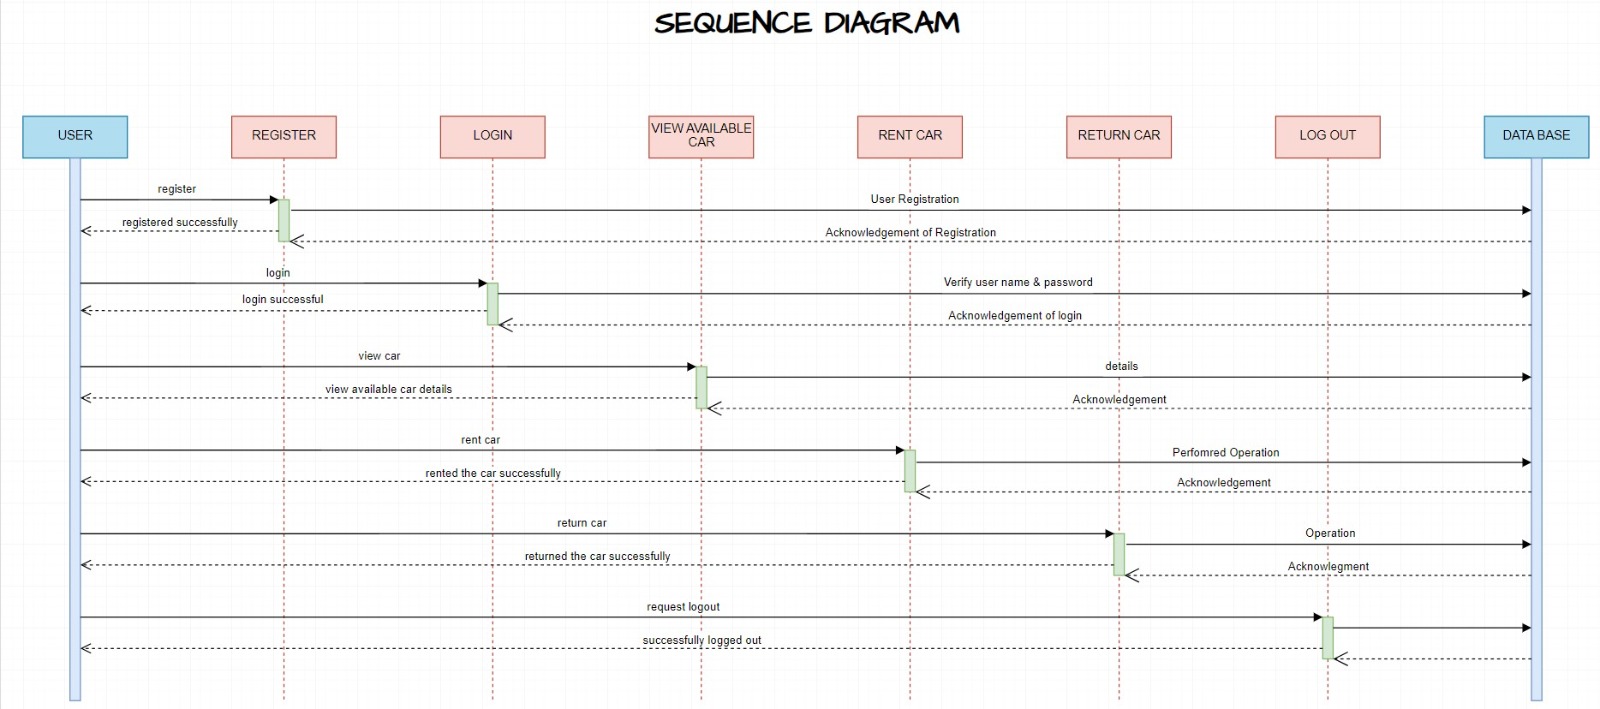 SEQUENCE DIAGRAM
USER
REGISTER
LOGIN
VIEW AVAILABLE
CAR
RENT CAR
RETURN CAR
LOG OUT
DATA BASE
register
User Registration
registered successfully
Acknowledgement of Registration
login
Verify user name & password
login successful
Acknowledgement of login
view car
details
view available car details
Acknowledgement
rent car
Perfomred Operation
rented the car successfully
Acknowledgement
return car
Operation
returned the car successfully
Acknowlegment
request logout
successfully logged out